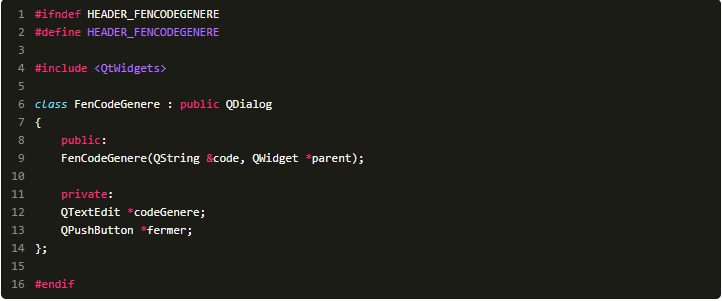 1 #ifndef HEADER_FENCODEGENERE
2 #define HEADER_FENCODEGENERE
3
4 #include <QtWidgets>
5
6 class FenCodeGenere : public QDialog
7 {
8     public:
9     FenCodeGenere(QString &code, QWidget *parent);
10
11     private:
12     QTextEdit *codeGenere;
13     QPushButton *fermer;
14 };
15
16 #endif